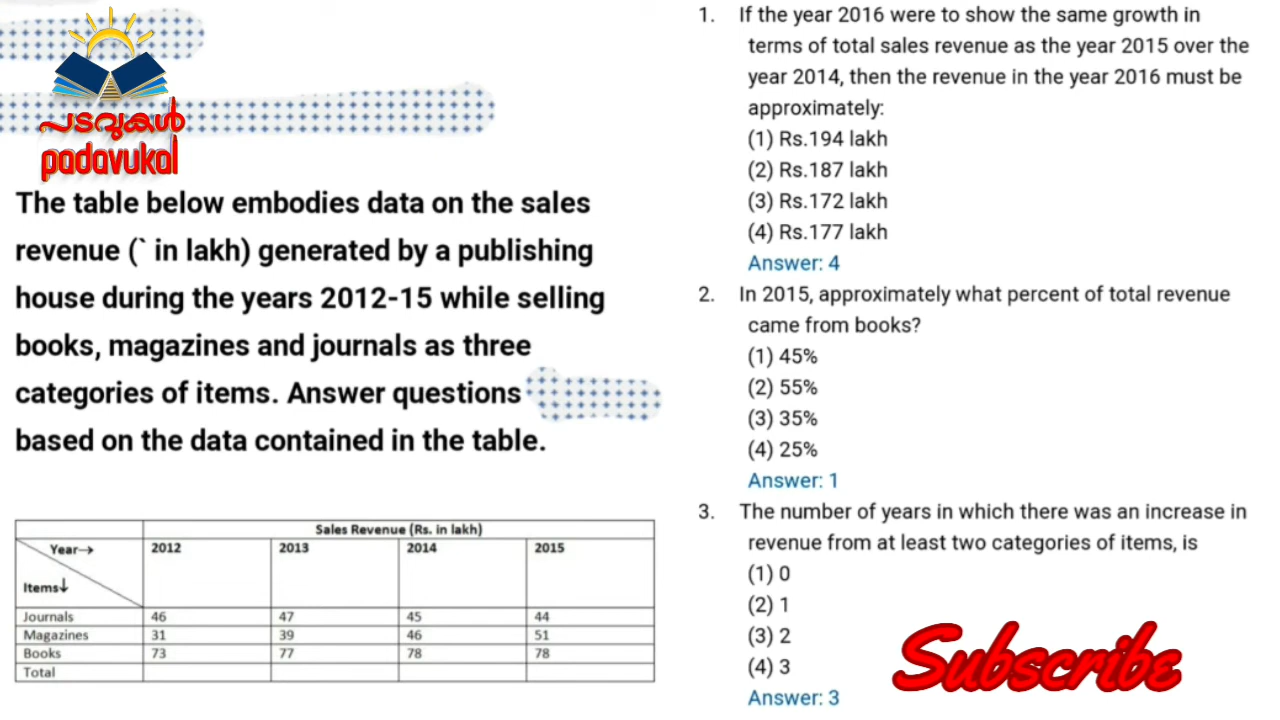 പടവുകൾ
padavukal
The table below embodies data on the sales
revenue (` in lakh) generated by a publishing
house during the years 2012-15 while selling
books, magazines and journals as three
categories of items. Answer questions
based on the data contained in the table.
Sales Revenue (Rs. in lakh)
Year→ 2012 2013 2014 2015
Items↓
Journals 46 47 45 44
Magazines 31 39 46 51
Books 73 77 78 78
Total
1. If the year 2016 were to show the same growth in
terms of total sales revenue as the year 2015 over the
year 2014, then the revenue in the year 2016 must be
approximately:
(1) Rs.194 lakh
(2) Rs.187 lakh
(3) Rs.172 lakh
(4) Rs.177 lakh
Answer: 4
2. In 2015, approximately what percent of total revenue
came from books?
(1) 45%
(2) 55%
(3) 35%
(4) 25%
Answer: 1
3. The number of years in which there was an increase in
revenue from at least two categories of items, is
(1) 0
(2) 1
(3) 2
(4) 3
Answer: 3
Subscribe